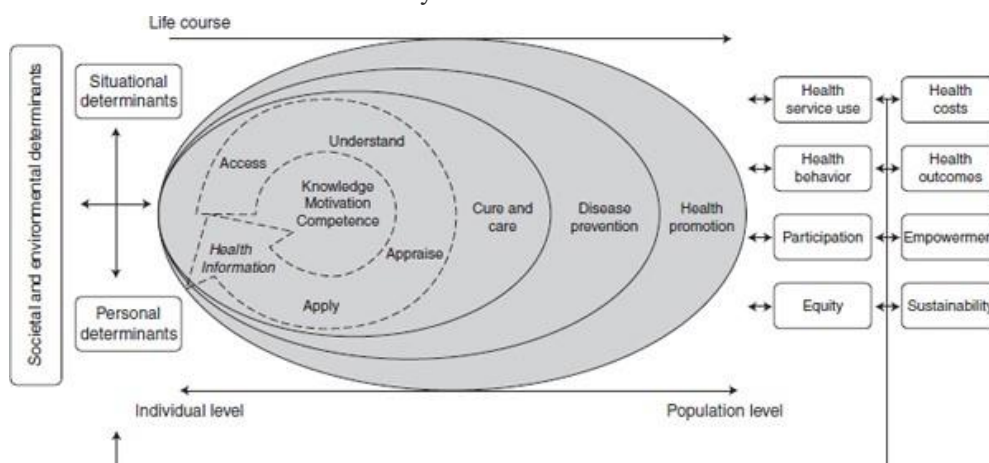 Life course
Societal and environmental determinants
Situational
determinants
Personal
determinants
Access
Understand
Knowledge
Motivation
Competence
Health
Information
Appraise
Apply
Cure and
care
Disease
prevention
Health
promotion
Health
service use
Health
costs
Health
behavior
Health
outcomes
Participation
Empowermen
Equity
Sustainability
Individual level
Population level